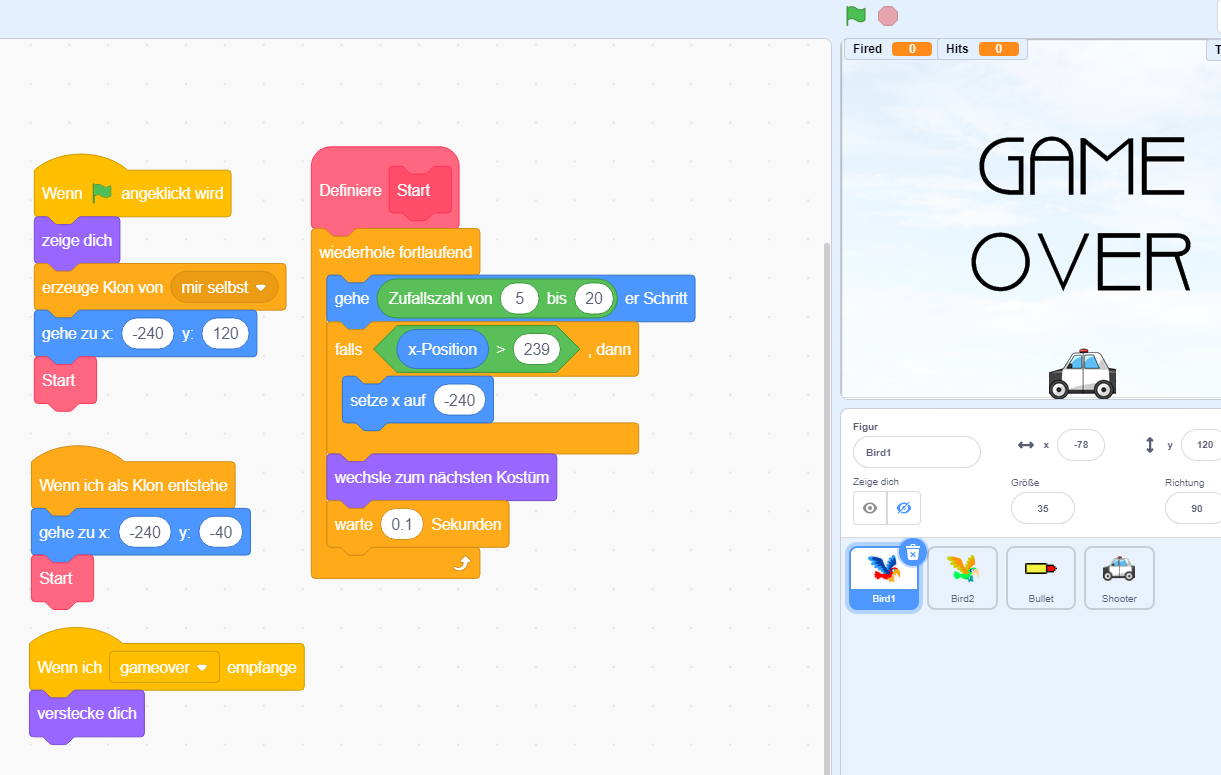 Wenn angeklickt wird
zeige dich
erzeuge Klon von mir selbst
gehe zu x: -240 y: 120
Start
Wenn ich als Klon entstehe
gehe zu x: -240 y: -40
Start
Wenn ich gameover empfange
verstecke dich
Definiere Start
wiederhole fortlaufend
gehe Zufallszahl von 5 bis 20 er Schritt
falls x-Position > 239 , dann
setze x auf -240
wechsle zum nächsten Kostüm
warte 0.1 Sekunden
Fired 0 Hits 0 T
GAME
OVER
Figur
Bird1 x -78 y 120
Zeige dich Größe Richtung
35 90
Bird1 Bird2 Bullet Shooter